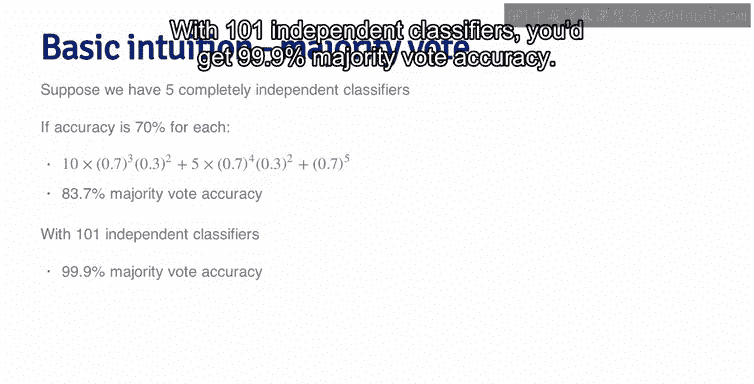 With 101 independent classifiers, you'd
get 99.9% majority vote accuracy.
Basic intuition - majority vote
Suppose we have 5 completely independent classifiers
If accuracy is 70% for each:
· 10 × (0.7)³(0.3)² + 5 × (0.7)⁴(0.3)² + (0.7)⁵
· 83.7% majority vote accuracy
With 101 independent classifiers
· 99.9% majority vote accuracy